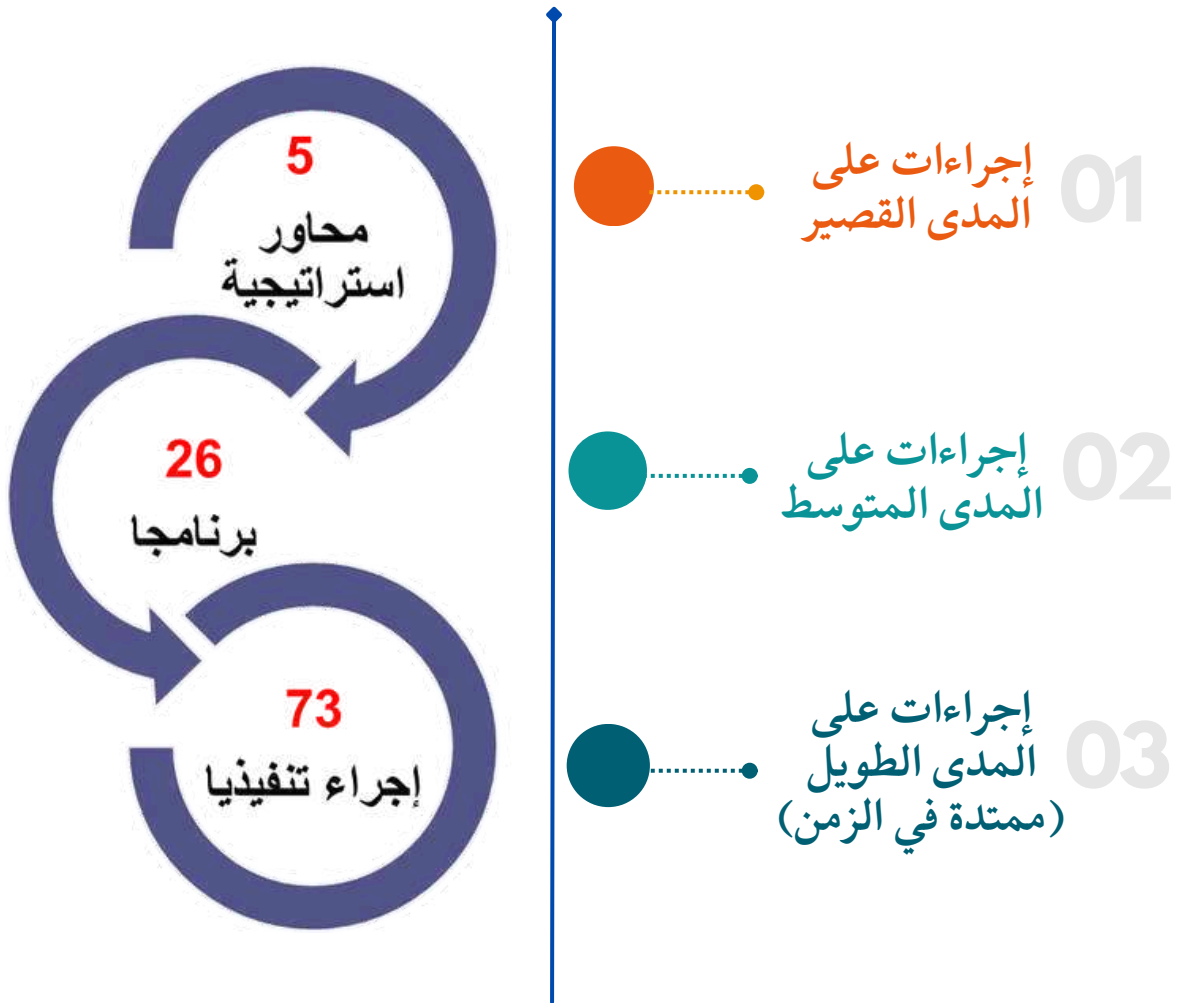 01
إجراءات على
المدى القصير
02
إجراءات على
المدى المتوسط
03
إجراءات على
المدى الطويل
(ممتدة في الزمن)
5
محاور
استراتيجية
26
برنامجا
73
إجراء تنفيذيا